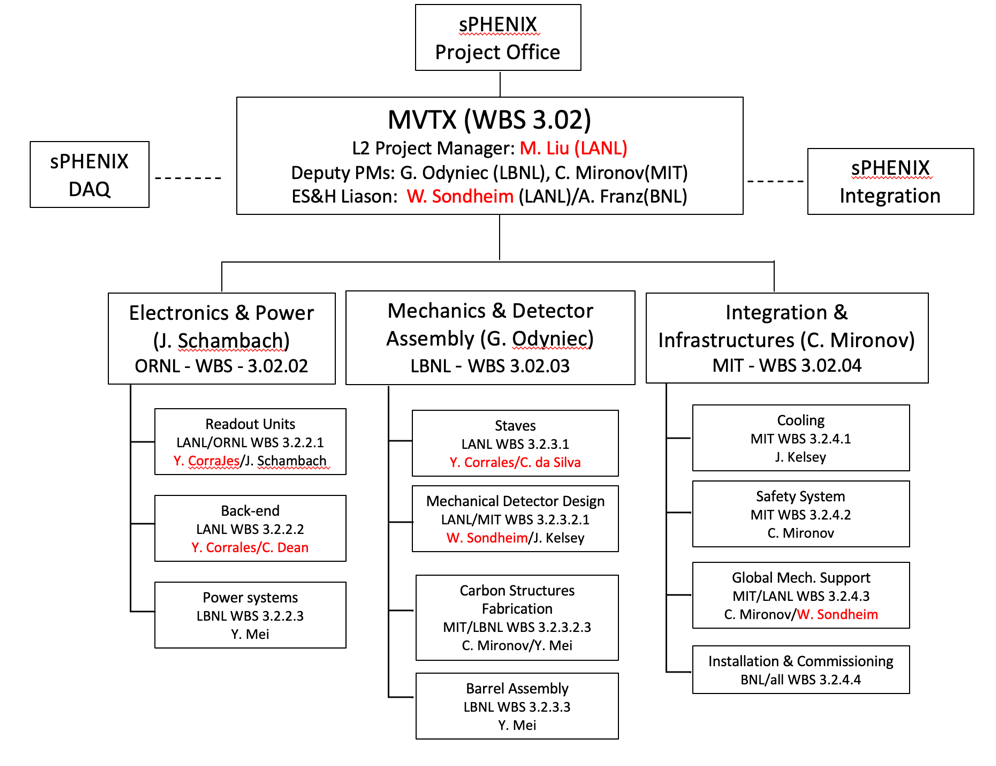 sPHENIX
Project Office
MVTX (WBS 3.02)
L2 Project Manager: M. Liu (LANL)
Deputy PMs: G. Odyniec (LBNL), C. Mironov(MIT)
ES&H Liason: W. Sondheim (LANL)/A. Franz(BNL)
sPHENIX
DAQ
sPHENIX
Integration
Electronics & Power
(J. Schambach)
ORNL - WBS - 3.02.02
Readout Units
LANL/ORNL WBS 3.2.2.1
Y. CorraJes/J. Schambach
Back-end
LANL WBS 3.2.2.2
Y. Corrales/C. Dean
Power systems
LBNL WBS 3.2.2.3
Y. Mei
Mechanics & Detector
Assembly (G. Odyniec)
LBNL - WBS 3.02.03
Staves
LANL WBS 3.2.3.1
Y. Corrales/C. da Silva
Mechanical Detector Design
LANL/MIT WBS 3.2.3.2.1
W. Sondheim/J. Kelsey
Carbon Structures
Fabrication
MIT/LBNL WBS 3.2.3.2.3
C. Mironov/Y. Mei
Barrel Assembly
LBNL WBS 3.2.3.3
Y. Mei
Integration &
Infrastructures (C. Mironov)
MIT - WBS 3.02.04
Cooling
MIT WBS 3.2.4.1
J. Kelsey
Safety System
MIT WBS 3.2.4.2
C. Mironov
Global Mech. Support
MIT/LANL WBS 3.2.4.3
C. Mironov/W. Sondheim
Installation & Commissioning
BNL/all WBS 3.2.4.4